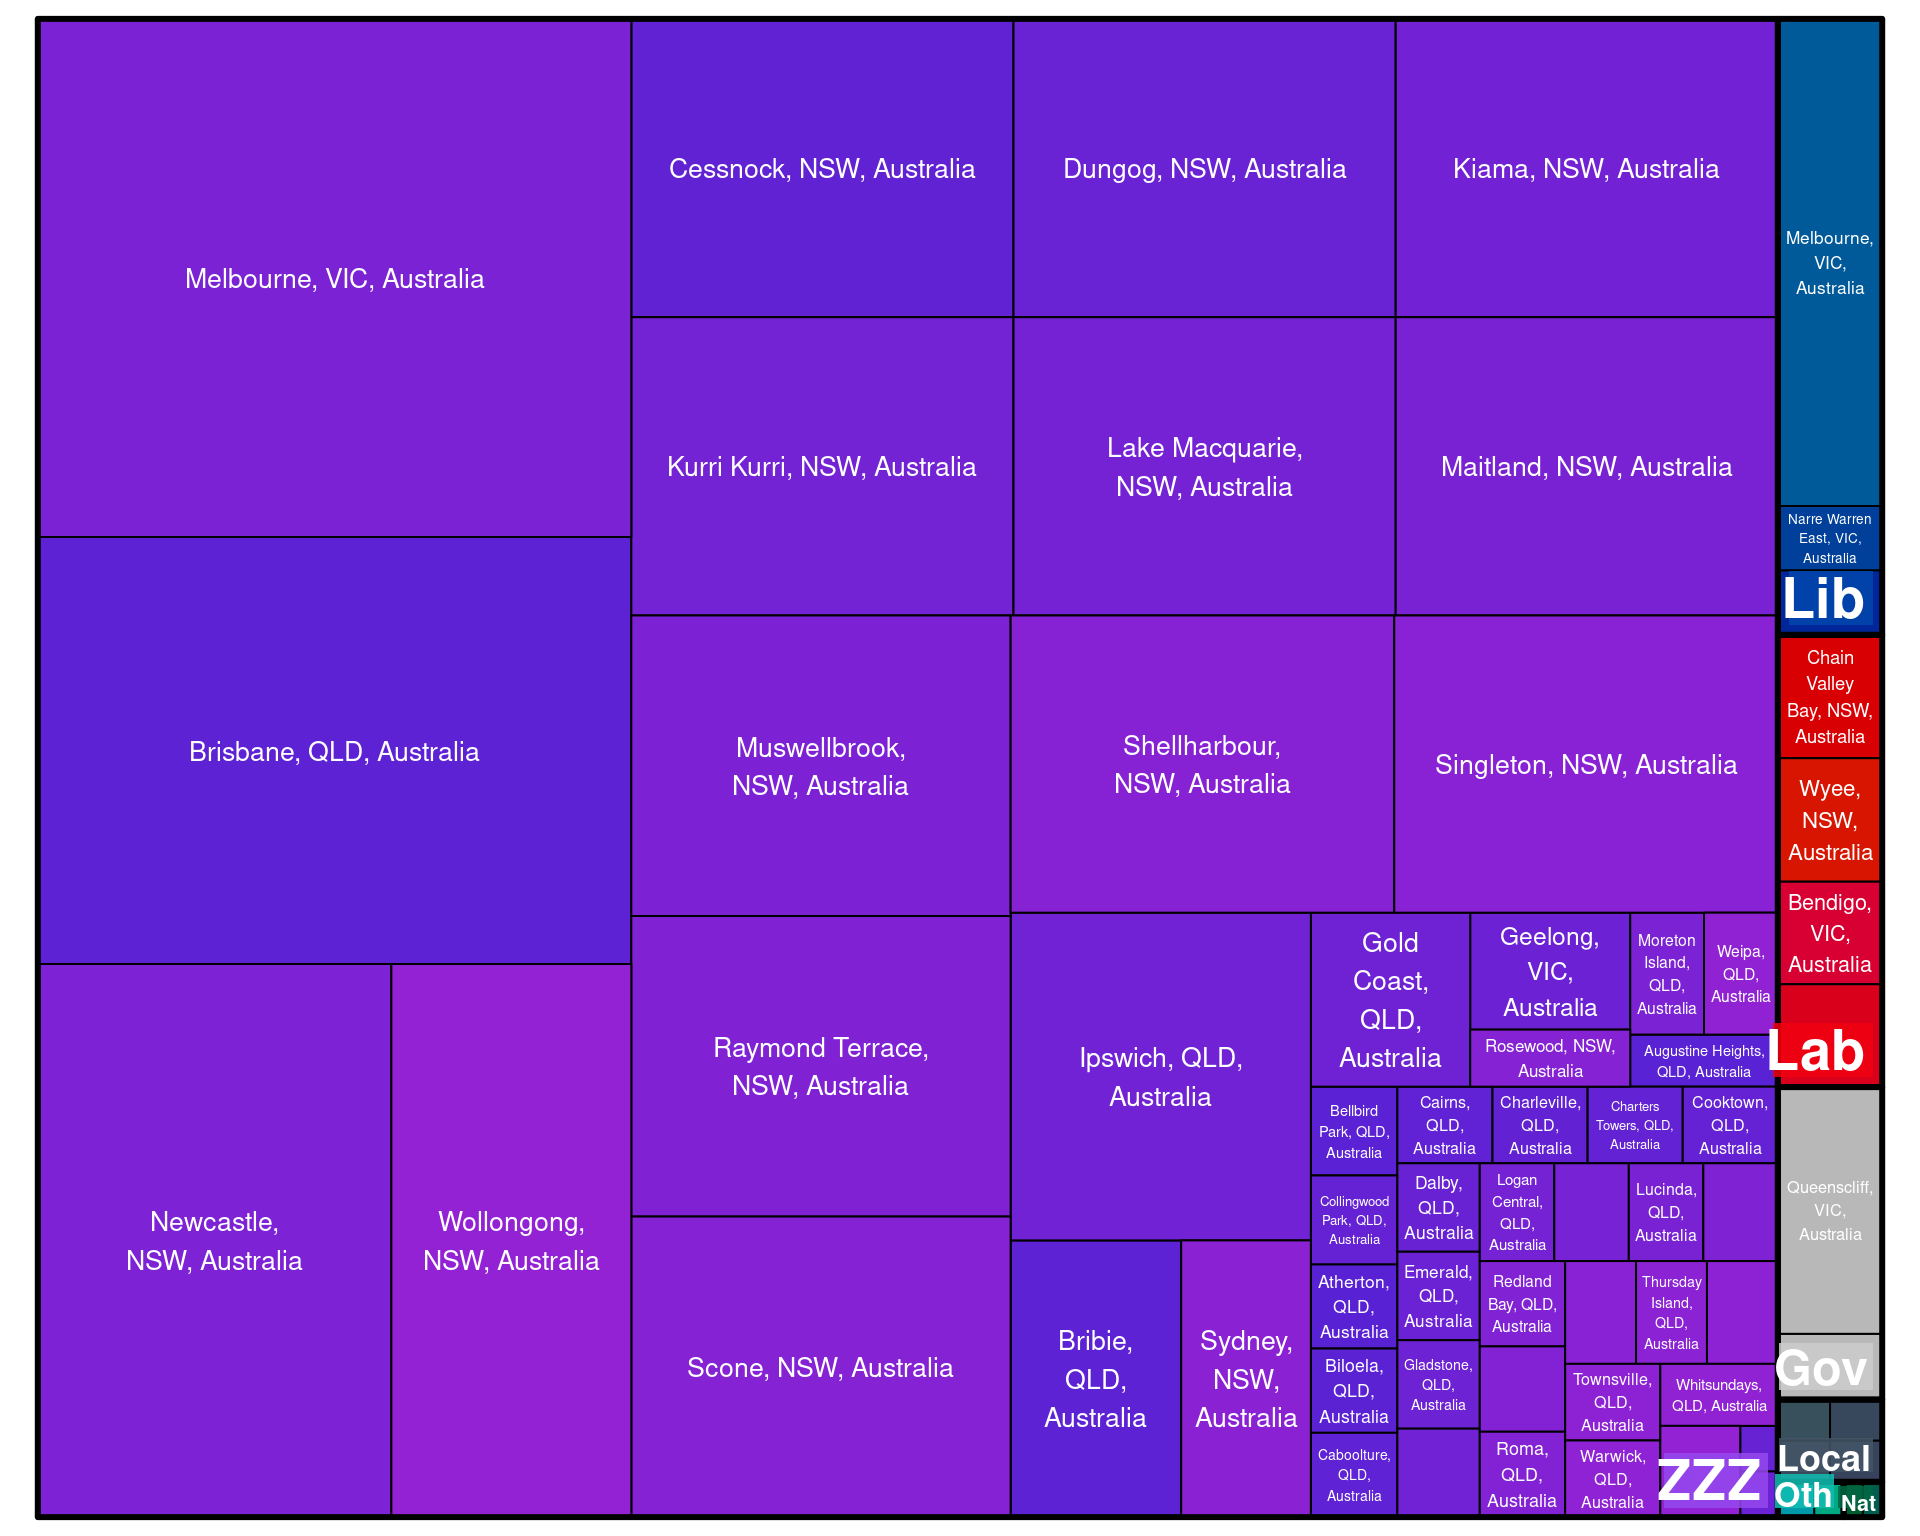 Melbourne, VIC, Australia
Brisbane, QLD, Australia
Newcastle,
NSW, Australia
Wollongong,
NSW, Australia
Cessnock, NSW, Australia
Dungog, NSW, Australia
Kiama, NSW, Australia
Kurri Kurri, NSW, Australia
Lake Macquarie,
NSW, Australia
Maitland, NSW, Australia
Muswellbrook,
NSW, Australia
Shellharbour,
NSW, Australia
Singleton, NSW, Australia
Raymond Terrace,
NSW, Australia
Scone, NSW, Australia
Ipswich, QLD,
Australia
Bribie,
QLD,
Australia
Sydney,
NSW,
Australia
Gold
Coast,
QLD,
Australia
Geelong,
VIC,
Australia
Rosewood, NSW,
Australia
Moreton
Island,
QLD,
Australia
Weipa,
QLD,
Australia
Augustine Heights,
QLD, Australia
Bellbird
Park, QLD,
Australia
Collingwood
Park, QLD,
Australia
Atherton,
QLD,
Australia
Biloela,
QLD,
Australia
Caboolture,
QLD,
Australia
Cairns,
QLD,
Australia
Charleville,
QLD,
Australia
Charters
Towers, QLD,
Australia
Cooktown,
QLD,
Australia
Dalby,
QLD,
Australia
Emerald,
QLD,
Australia
Gladstone,
QLD,
Australia
Logan
Central,
QLD,
Australia
Lucinda,
QLD,
Australia
Redland
Bay, QLD,
Australia
Thursday
Island,
QLD,
Australia
Roma,
QLD,
Australia
Townsville,
QLD,
Australia
Whitsundays,
QLD, Australia
Warwick,
QLD,
Australia
ZZZ
Melbourne,
VIC,
Australia
Narre Warren
East, VIC,
Australia
Lib
Chain
Valley
Bay, NSW,
Australia
Wyee,
NSW,
Australia
Bendigo,
VIC,
Australia
Lab
Queenscliff,
VIC,
Australia
Gov
Local
Oth
Nat